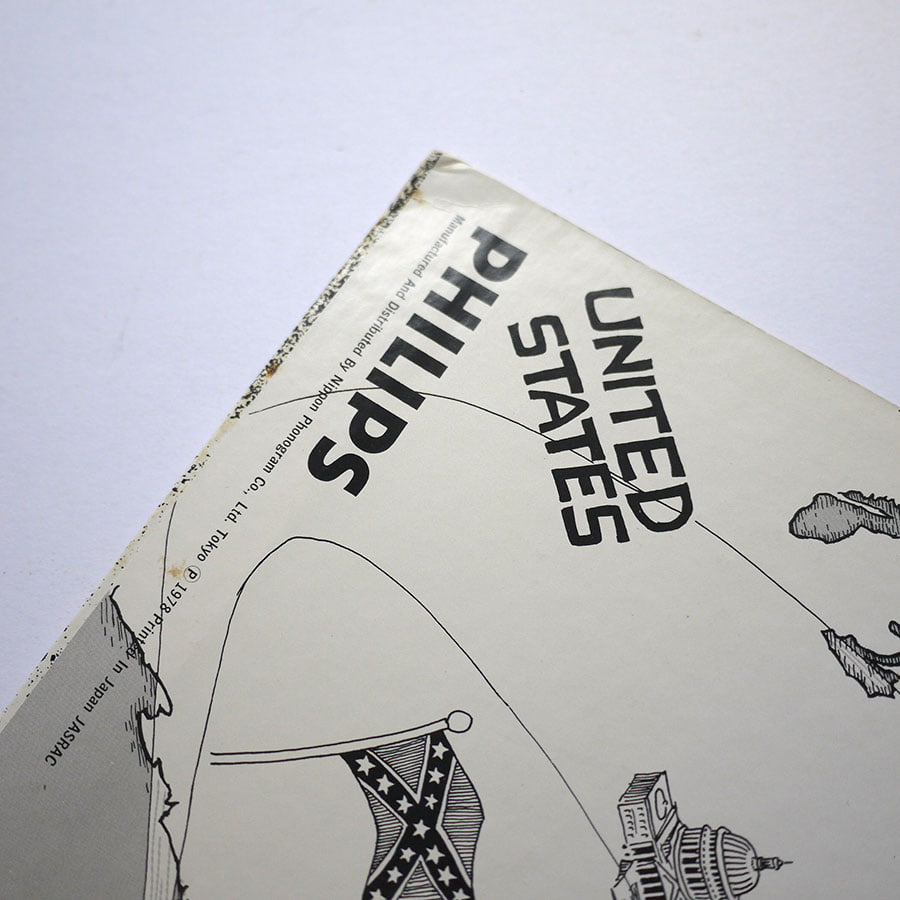 Manufactured And Distributed By Nippon Phonogram Co., Ltd. Tokyo Ⓟ 1978·Printed In Japan JASRAC
PHILIPS
UNITED
STATES